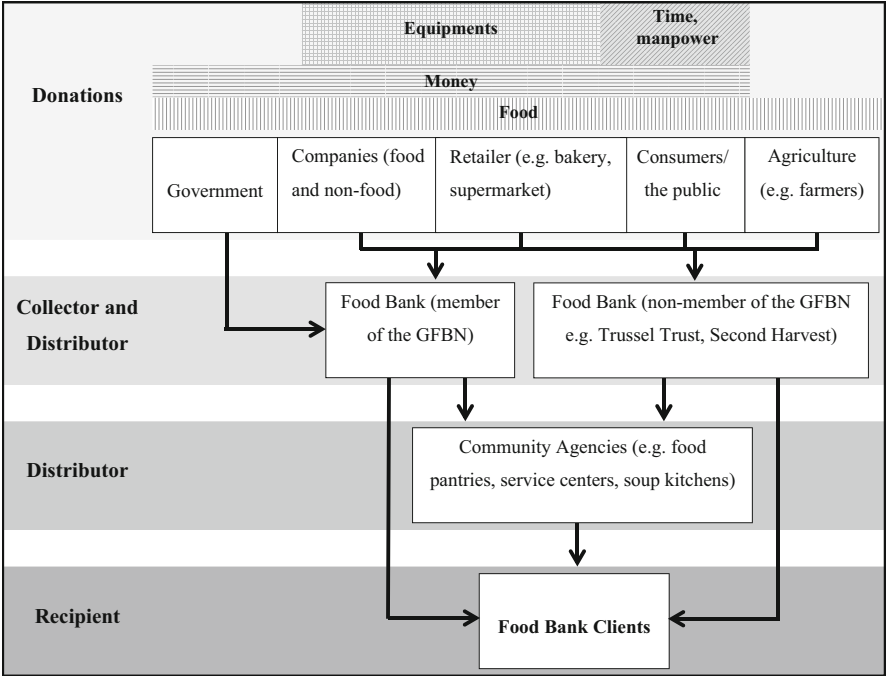 Equipments
Time,
manpower
Money
Donations
Food
Government
Companies (food
and non-food)
Retailer (e.g. bakery,
supermarket)
Consumers/
the public
Agriculture
(e.g. farmers)
Collector and
Distributor
Food Bank (member
of the GFBN)
Food Bank (non-member of the GFBN
e.g. Trussel Trust, Second Harvest)
Distributor
Community Agencies (e.g. food
pantries, service centers, soup kitchens)
Recipient
Food Bank Clients